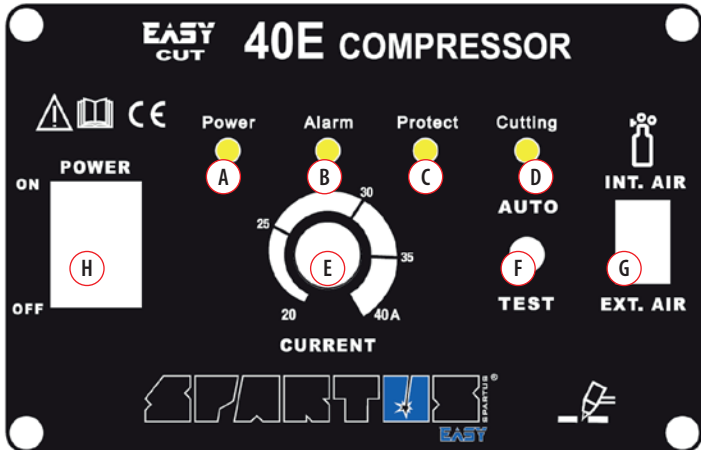 EASY
CUT
40E COMPRESSOR
CE
Power Alarm Protect Cutting
A B C D
POWER
ON
OFF
H
20
25
30
35
40A
E
CURRENT
AUTO
F
TEST
INT. AIR
G
EXT. AIR
SPARTUS
SPARTUS®
EASY